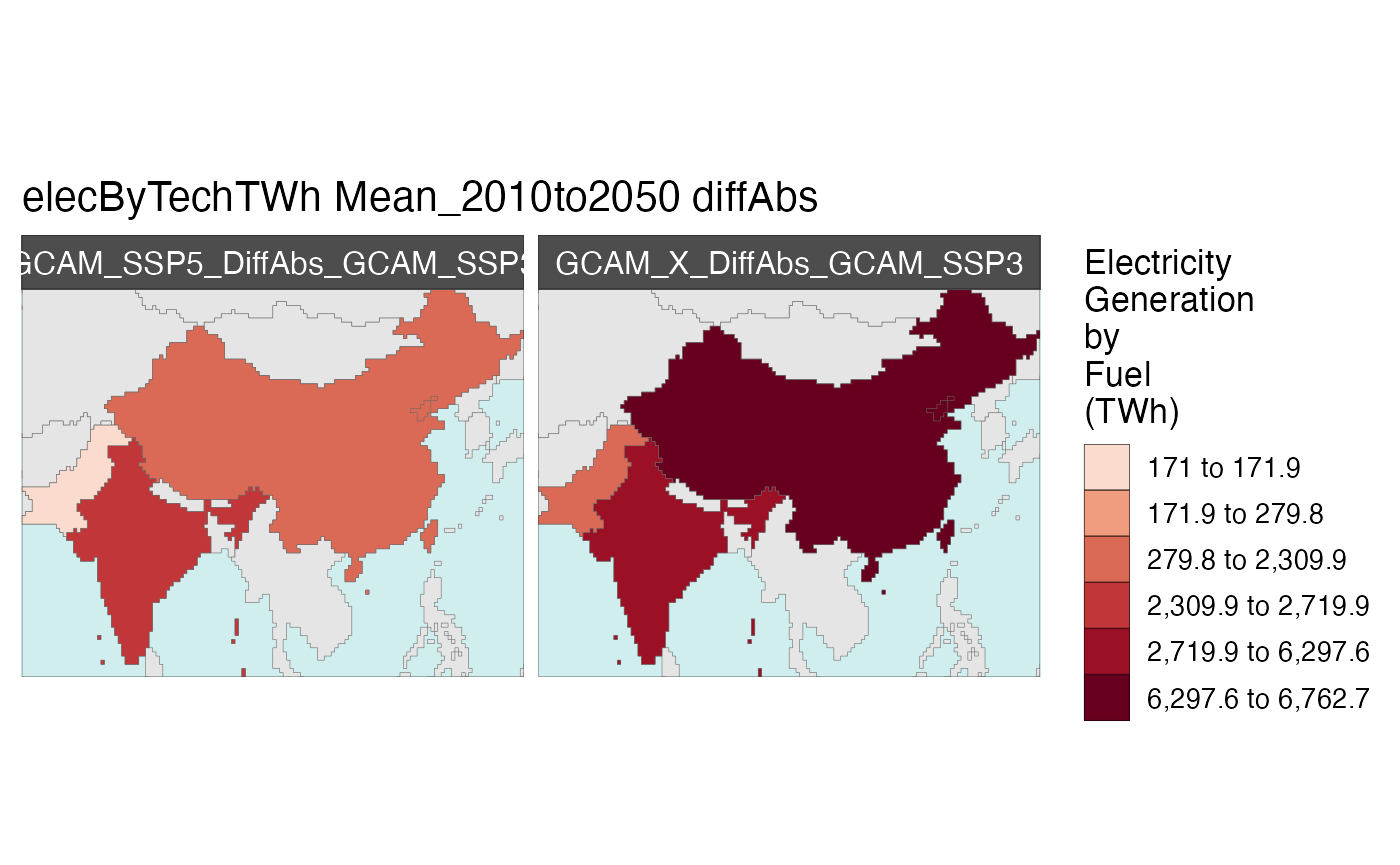 elecByTechTWh Mean_2010to2050 diffAbs
GCAM_SSP5_DiffAbs_GCAM_SSP3
GCAM_X_DiffAbs_GCAM_SSP3
Electricity
Generation
by
Fuel
(TWh)
171 to 171.9
171.9 to 279.8
279.8 to 2,309.9
2,309.9 to 2,719.9
2,719.9 to 6,297.6
6,297.6 to 6,762.7